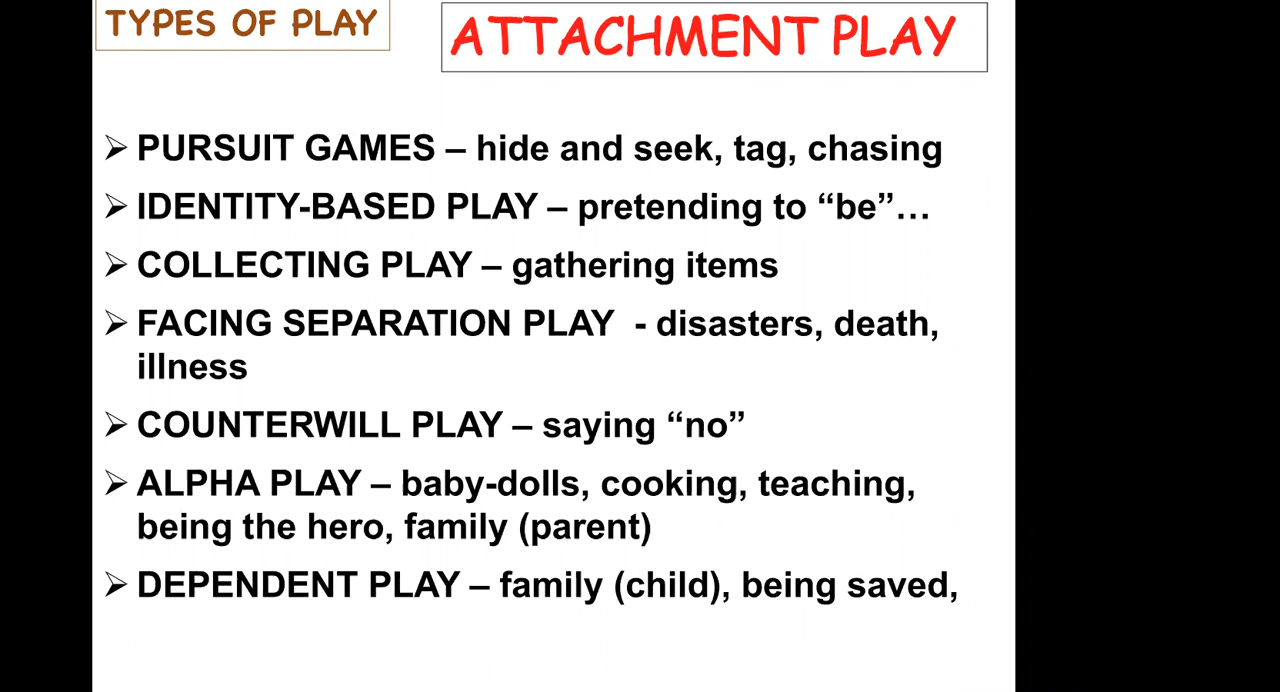 TYPES OF PLAY
ATTACHMENT PLAY
➢ PURSUIT GAMES – hide and seek, tag, chasing
➢ IDENTITY-BASED PLAY – pretending to “be”…
➢ COLLECTING PLAY – gathering items
➢ FACING SEPARATION PLAY - disasters, death,
illness
➢ COUNTERWILL PLAY – saying “no”
➢ ALPHA PLAY – baby-dolls, cooking, teaching,
being the hero, family (parent)
➢ DEPENDENT PLAY – family (child), being saved,